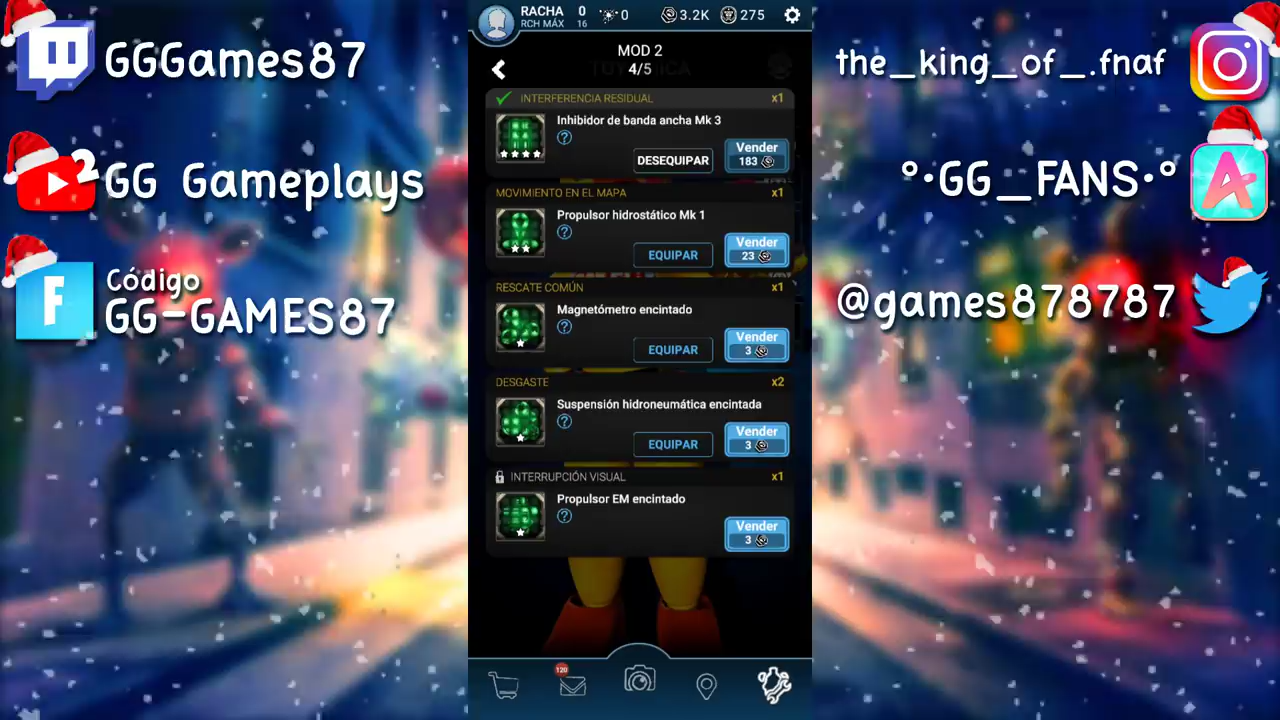 GGGames87
2
GG Gameplays
Código
GG-GAMES87
RACHA 0
RCH MÁX 16
0
3.2K
275
MOD 2
4/5
INTERFERENCIA RESIDUAL x1
Inhibidor de banda ancha Mk 3
?
DESEQUIPAR
Vender
183
MOVIMIENTO EN EL MAPA x1
Propulsor hidrostático Mk 1
?
EQUIPAR
Vender
23
RESCATE COMÚN x1
Magnetómetro encintado
?
EQUIPAR
Vender
3
DESGASTE x2
Suspensión hidroneumática encintada
?
EQUIPAR
Vender
3
INTERRUPCIÓN VISUAL x1
Propulsor EM encintado
?
Vender
3
120
the_king_of_.fnaf
°·GG_FANS·°
@games878787